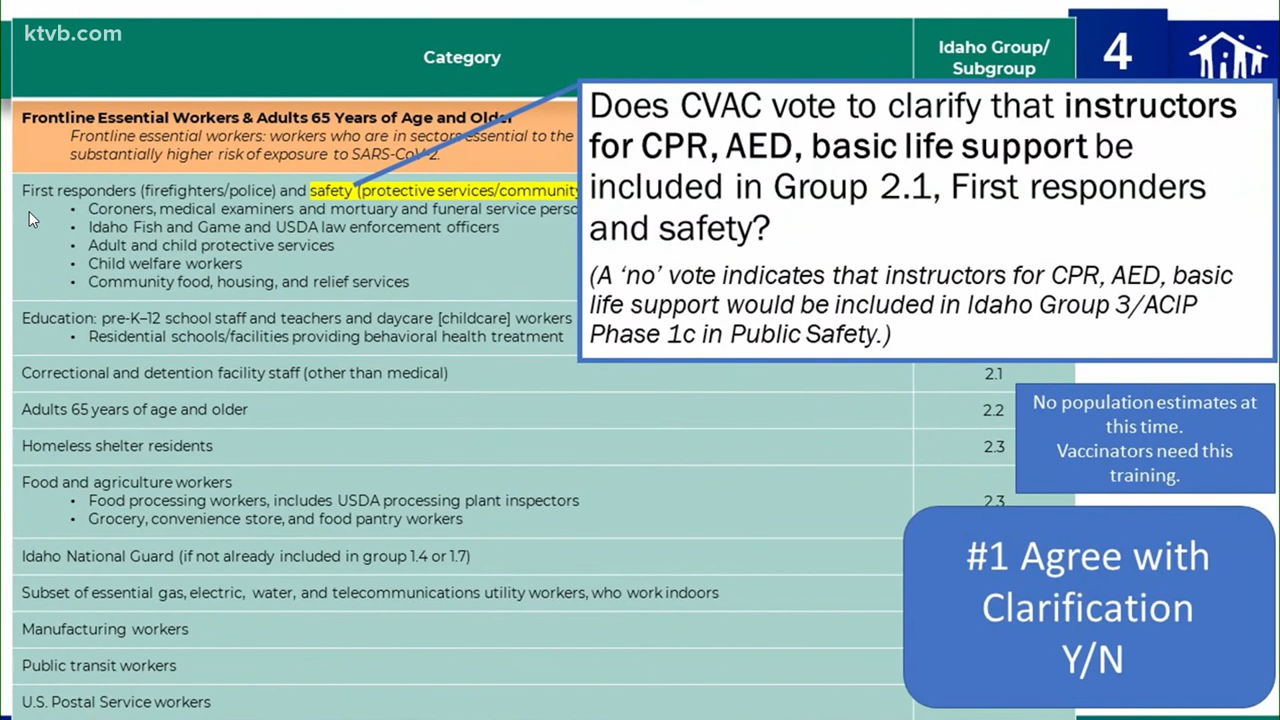 ktvb.com
Category
Idaho Group/
Subgroup
4
Frontline Essential Workers & Adults 65 Years of Age and Older
Frontline essential workers: workers who are in sectors essential to the
substantially higher risk of exposure to SARS-CoV-2.
First responders (firefighters/police) and safety (protective services/community
• Coroners, medical examiners and mortuary and funeral service perso
• Idaho Fish and Game and USDA law enforcement officers
• Adult and child protective services
• Child welfare workers
• Community food, housing, and relief services
Education: pre-K–12 school staff and teachers and daycare [childcare] workers
• Residential schools/facilities providing behavioral health treatment
Correctional and detention facility staff (other than medical) 2.1
Adults 65 years of age and older 2.2
Homeless shelter residents 2.3
Food and agriculture workers
• Food processing workers, includes USDA processing plant inspectors 2.3
• Grocery, convenience store, and food pantry workers
Idaho National Guard (if not already included in group 1.4 or 1.7)
Subset of essential gas, electric, water, and telecommunications utility workers, who work indoors
Manufacturing workers
Public transit workers
U.S. Postal Service workers
Does CVAC vote to clarify that instructors
for CPR, AED, basic life support be
included in Group 2.1, First responders
and safety?
(A ‘no’ vote indicates that instructors for CPR, AED, basic
life support would be included in Idaho Group 3/ACIP
Phase 1c in Public Safety.)
No population estimates at
this time.
Vaccinators need this
training.
#1 Agree with
Clarification
Y/N